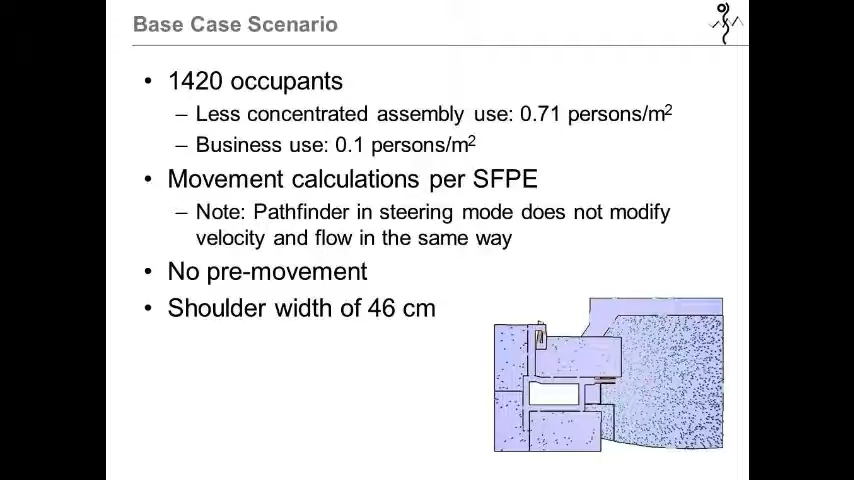 Base Case Scenario
• 1420 occupants
– Less concentrated assembly use: 0.71 persons/m²
– Business use: 0.1 persons/m²
• Movement calculations per SFPE
– Note: Pathfinder in steering mode does not modify
velocity and flow in the same way
• No pre-movement
• Shoulder width of 46 cm